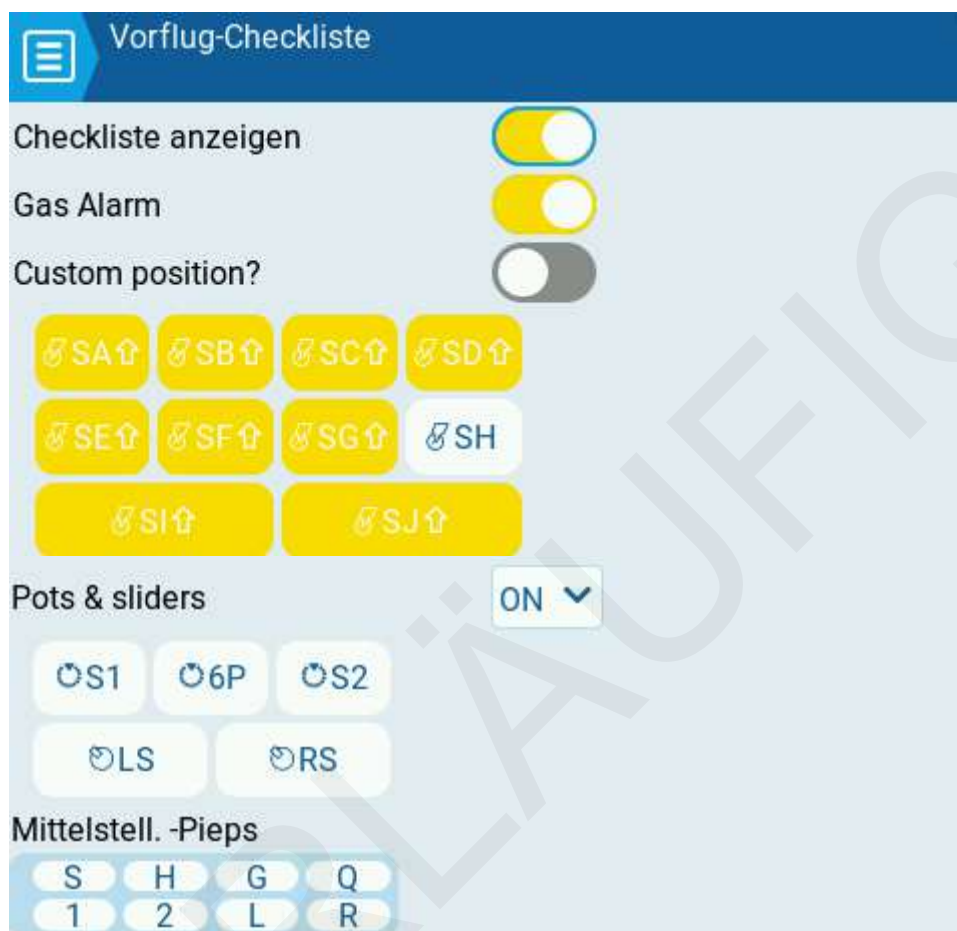 Vorflug-Checkliste
Checkliste anzeigen
Gas Alarm
Custom position?
SA⇧ SB⇧ SC⇧ SD⇧
SE⇧ SF⇧ SG⇧ SH
SI⇧ SJ⇧
Pots & sliders ON
S1 6P S2
LS RS
Mittelstell. -Pieps
S H G Q
1 2 L R